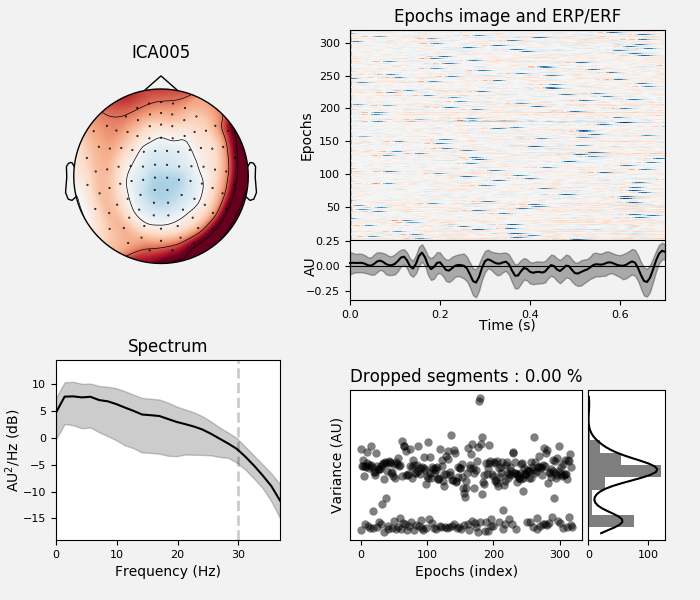 ICA005
Epochs image and ERP/ERF
Epochs
300
250
200
150
100
50
AU
0.25
0.00
−0.25
0.0 0.2 0.4 0.6
Time (s)
Spectrum
AU²/Hz (dB)
10
5
0
−5
−10
−15
0 10 20 30
Frequency (Hz)
Dropped segments : 0.00 %
Variance (AU)
0 100 200 300
Epochs (index)
0 100